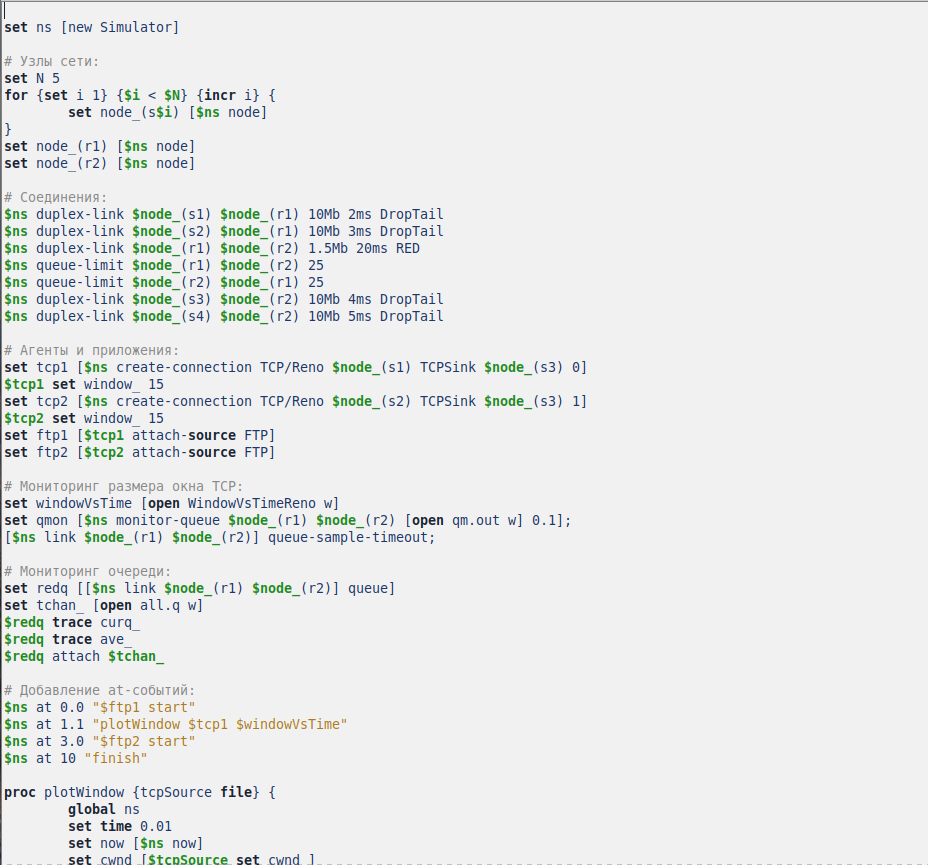 set ns [new Simulator]
# Узлы сети:
set N 5
for {set i 1} {$i < $N} {incr i} {
set node_(s$i) [$ns node]
}
set node_(r1) [$ns node]
set node_(r2) [$ns node]
# Соединения:
$ns duplex-link $node_(s1) $node_(r1) 10Mb 2ms DropTail
$ns duplex-link $node_(s2) $node_(r1) 10Mb 3ms DropTail
$ns duplex-link $node_(r1) $node_(r2) 1.5Mb 20ms RED
$ns queue-limit $node_(r1) $node_(r2) 25
$ns queue-limit $node_(r2) $node_(r1) 25
$ns duplex-link $node_(s3) $node_(r2) 10Mb 4ms DropTail
$ns duplex-link $node_(s4) $node_(r2) 10Mb 5ms DropTail
# Агенты и приложения:
set tcp1 [$ns create-connection TCP/Reno $node_(s1) TCPSink $node_(s3) 0]
$tcp1 set window_ 15
set tcp2 [$ns create-connection TCP/Reno $node_(s2) TCPSink $node_(s3) 1]
$tcp2 set window_ 15
set ftp1 [$tcp1 attach-source FTP]
set ftp2 [$tcp2 attach-source FTP]
# Мониторинг размера окна TCP:
set windowVsTime [open WindowVsTimeReno w]
set qmon [$ns monitor-queue $node_(r1) $node_(r2) [open qm.out w] 0.1];
[$ns link $node_(r1) $node_(r2)] queue-sample-timeout;
# Мониторинг очереди:
set redq [[$ns link $node_(r1) $node_(r2)] queue]
set tchan_ [open all.q w]
$redq trace curq_
$redq trace ave_
$redq attach $tchan_
# Добавление at-событий:
$ns at 0.0 "$ftp1 start"
$ns at 1.1 "plotWindow $tcp1 $windowVsTime"
$ns at 3.0 "$ftp2 start"
$ns at 10 "finish"
proc plotWindow {tcpSource file} {
global ns
set time 0.01
set now [$ns now]
set cwnd [$tcpSource set cwnd_]